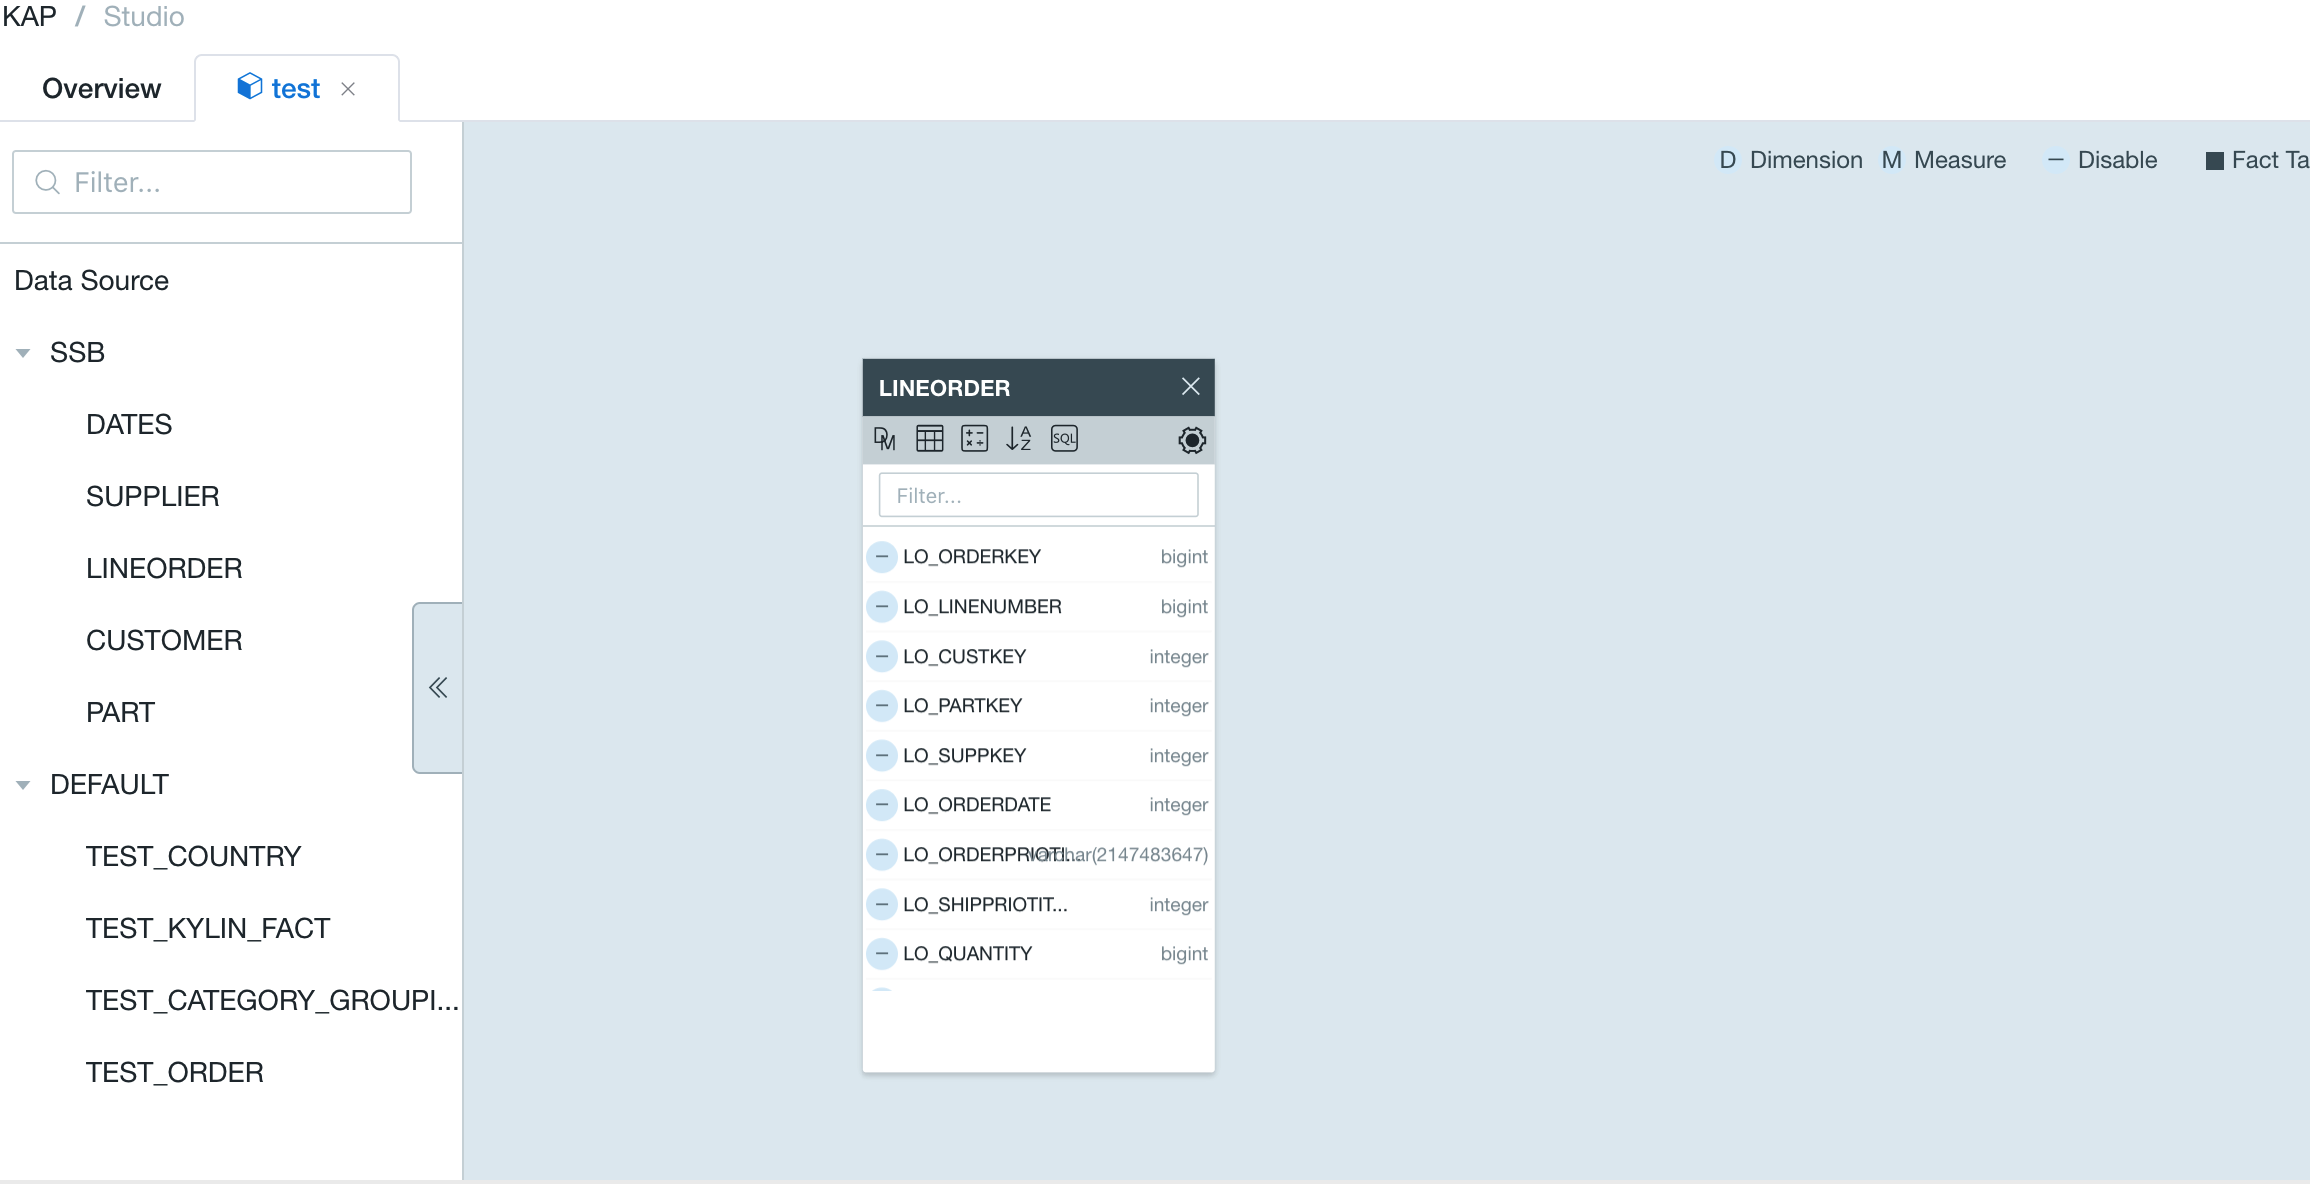 KAP / Studio
Overview
test
Filter...
D Dimension M Measure – Disable Fact Ta
Data Source
SSB
DATES
SUPPLIER
LINEORDER
CUSTOMER
PART
DEFAULT
TEST_COUNTRY
TEST_KYLIN_FACT
TEST_CATEGORY_GROUPI...
TEST_ORDER
LINEORDER
DM AZ SQL
Filter...
LO_ORDERKEY bigint
LO_LINENUMBER bigint
LO_CUSTKEY integer
LO_PARTKEY integer
LO_SUPPKEY integer
LO_ORDERDATE integer
LO_ORDERPRIOTI... varchar(2147483647)
LO_SHIPPRIOTIT... integer
LO_QUANTITY bigint